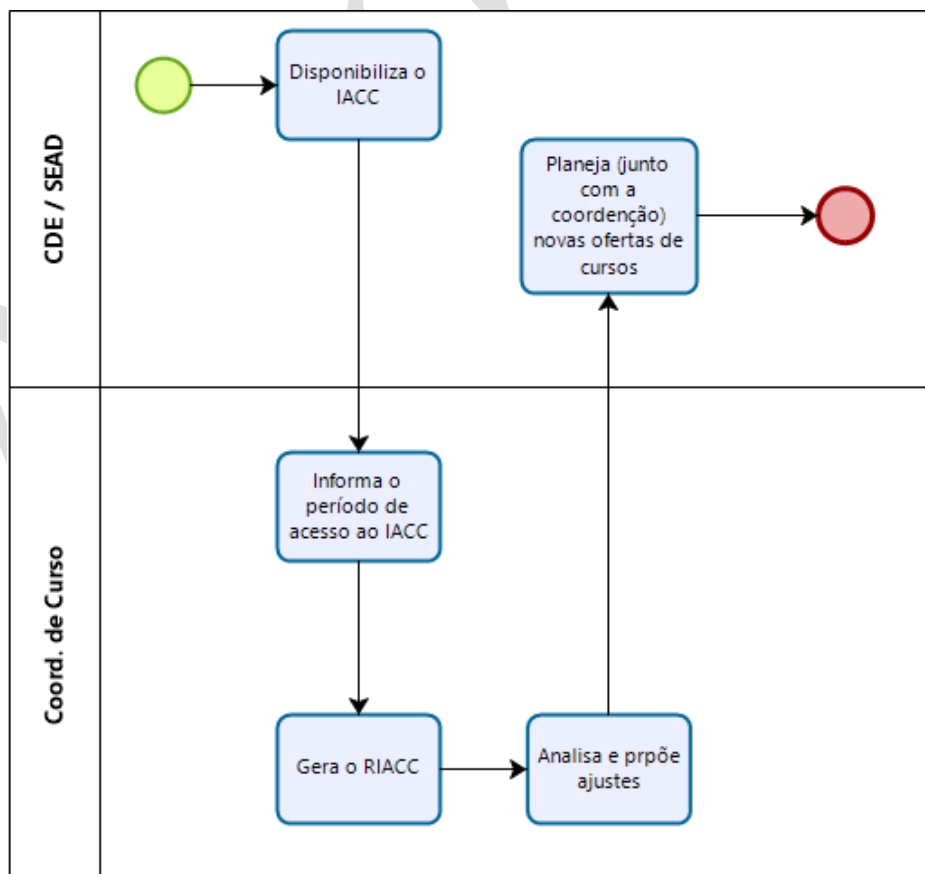 CDE / SEAD
Disponibiliza o
IACC
Planeja (junto
com a
coordenção)
novas ofertas de
cursos
Coord. de Curso
Informa o
período de
acesso ao IACC
Gera o RIACC
Analisa e prpõe
ajustes